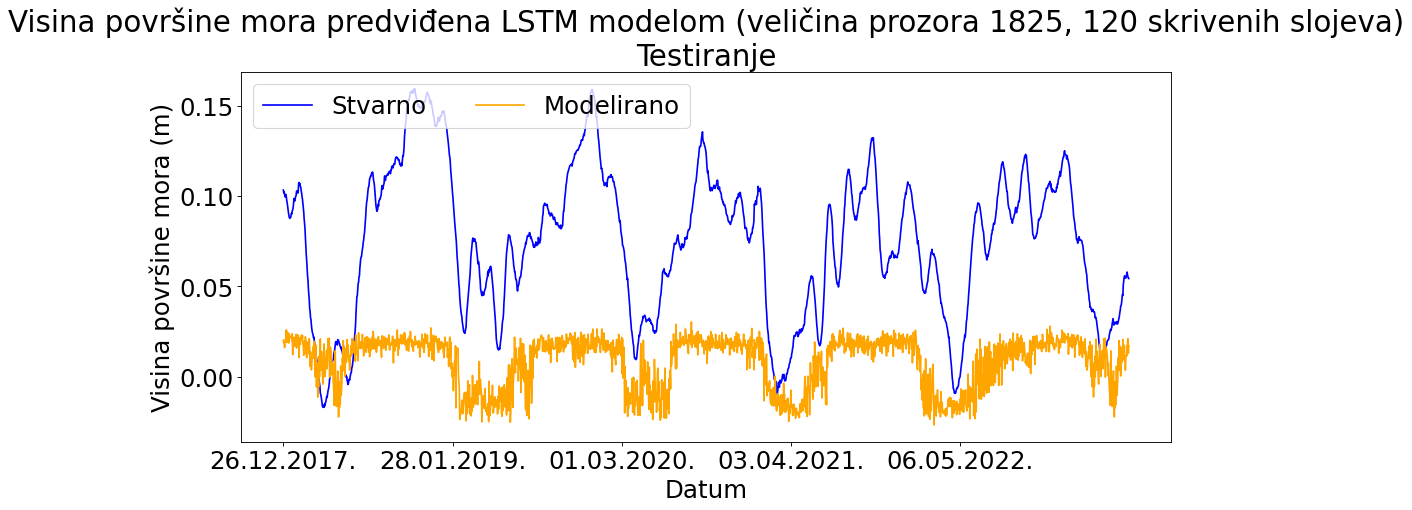 Visina površine mora predviđena LSTM modelom (veličina prozora 1825, 120 skrivenih slojeva)
Testiranje
Stvarno Modelirano
Visina površine mora (m)
0.15
0.10
0.05
0.00
26.12.2017. 28.01.2019. 01.03.2020. 03.04.2021. 06.05.2022.
Datum